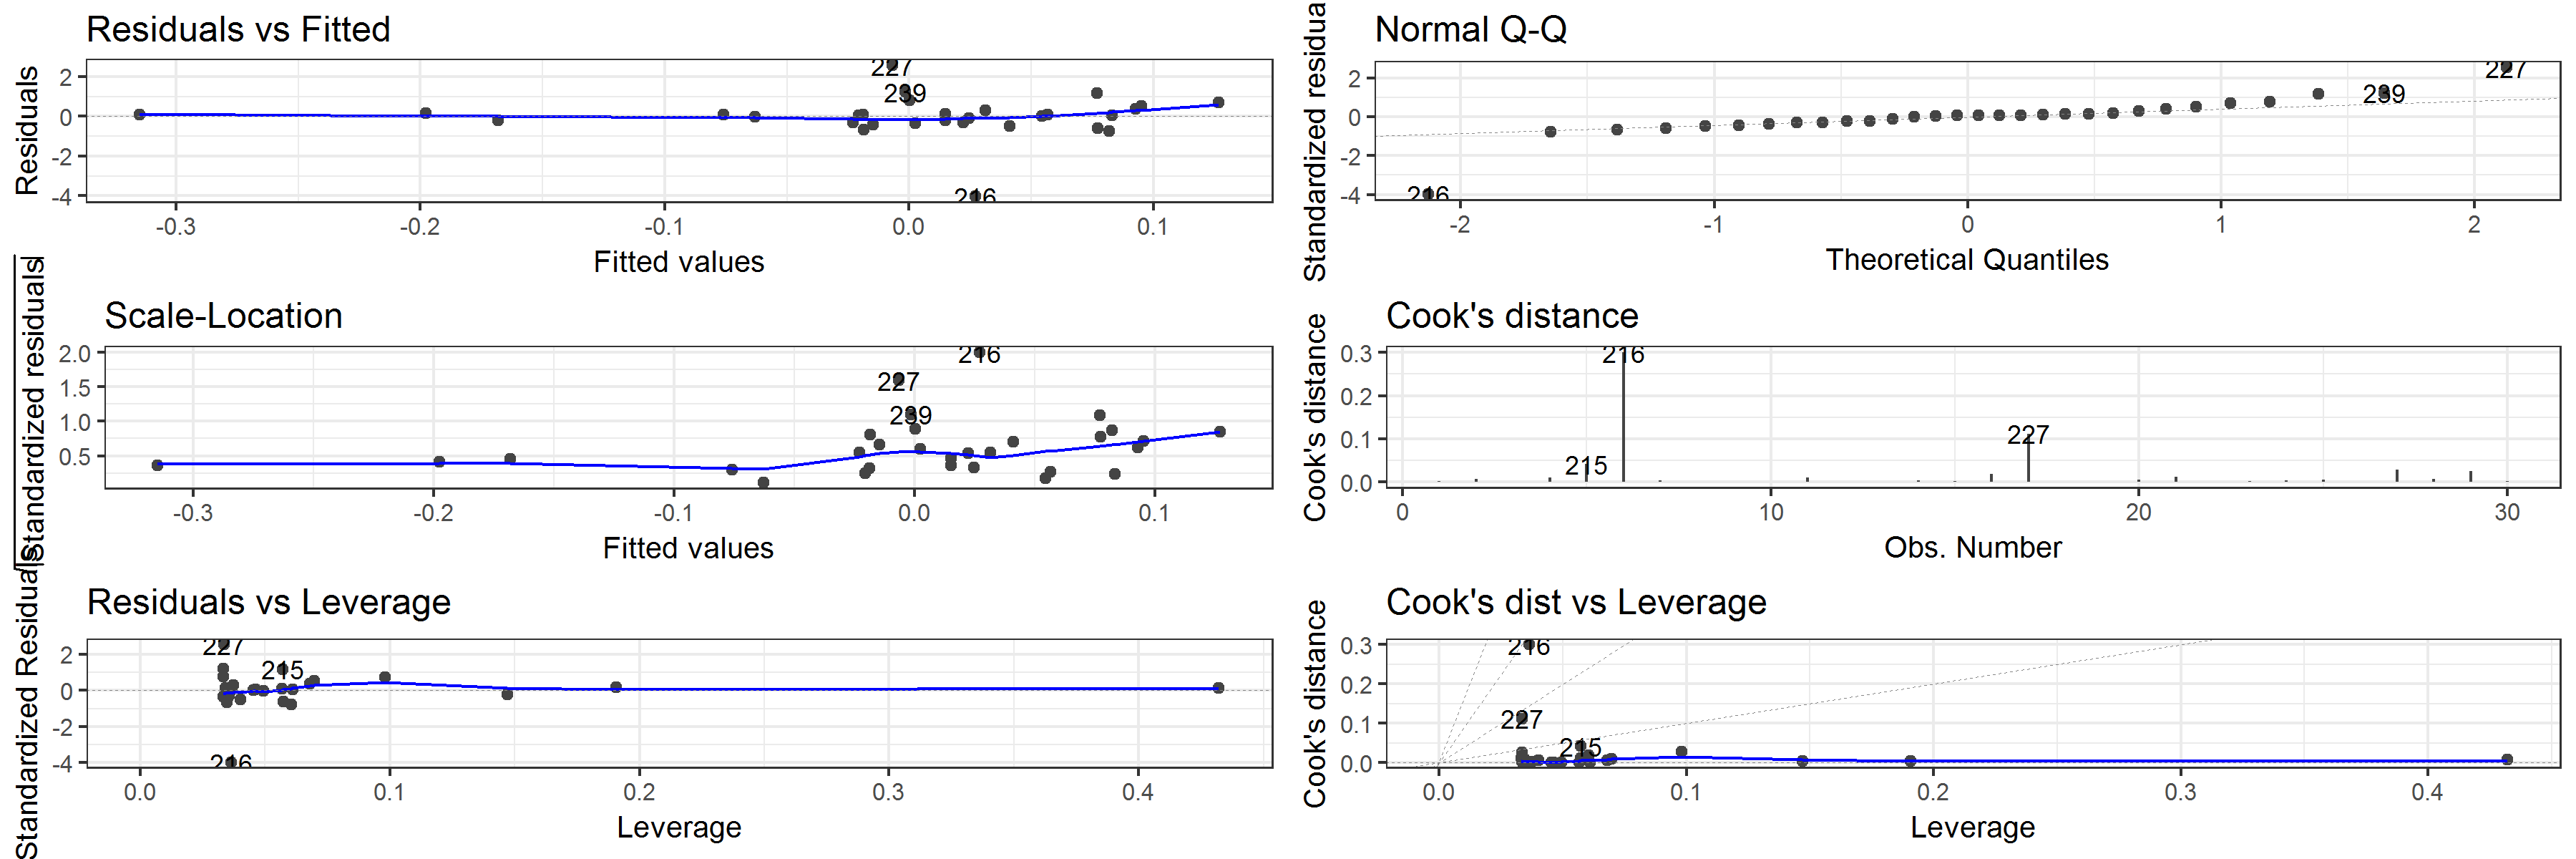 Residuals vs Fitted
Residuals
2
0
-2
-4
227
239
216
-0.3 -0.2 -0.1 0.0 0.1
Fitted values
Normal Q-Q
Standardized residua
2
0
-2
-4
227
239
216
-2 -1 0 1 2
Theoretical Quantiles
Scale-Location
√|Standardized residuals|
2.0
1.5
1.0
0.5
216
227
239
-0.3 -0.2 -0.1 0.0 0.1
Fitted values
Cook's distance
Cook's distance
0.3
0.2
0.1
0.0
216
227
215
0 10 20 30
Obs. Number
Residuals vs Leverage
Standardized Residuals
2
0
-2
-4
227
215
216
0.0 0.1 0.2 0.3 0.4
Leverage
Cook's dist vs Leverage
Cook's distance
0.3
0.2
0.1
0.0
216
227
215
0.0 0.1 0.2 0.3 0.4
Leverage